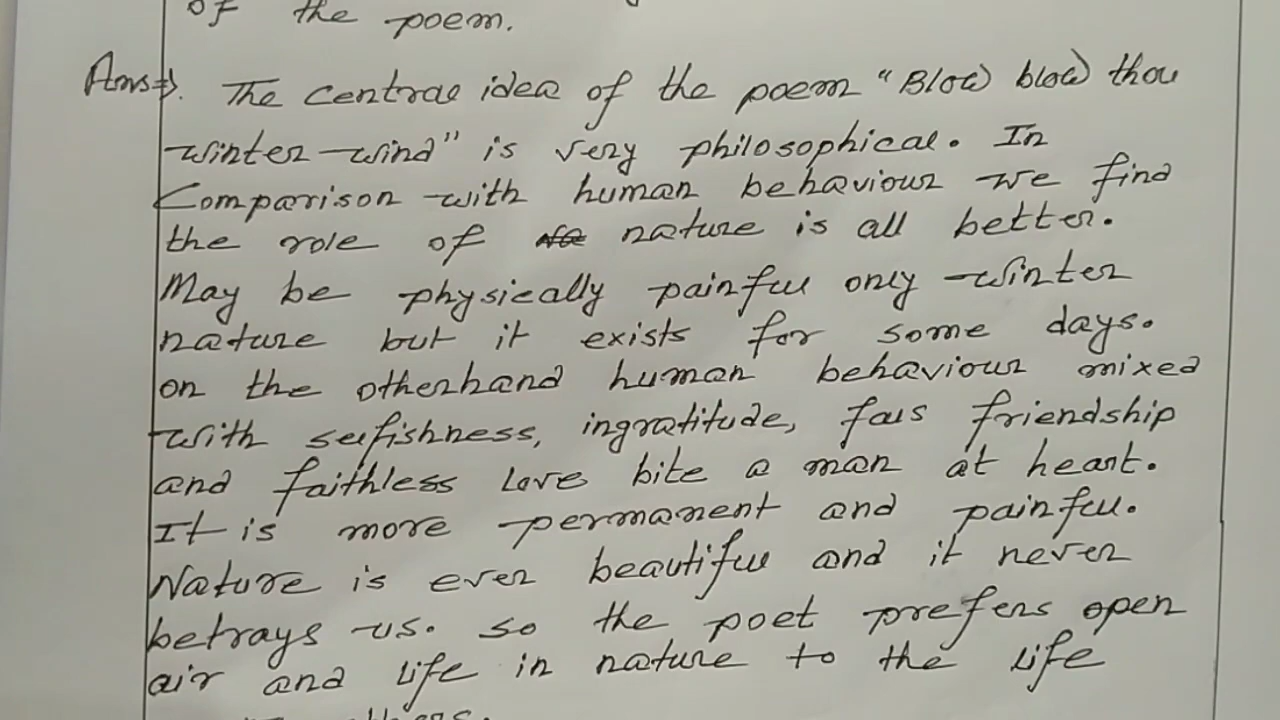 of the poem.
Ans⇒. The central idea of the poem "Blow blow thou
winter wind" is very philosophical. In
Comparison with human behaviour we find
the role of nature is all better.
May be physically painful only winter
nature but it exists for some days.
on the otherhand human behaviour mixed
with selfishness, ingratitude, fals friendship
and faithless love bite a man at heart.
It is more permanent and painful.
Nature is ever beautiful and it never
betrays us. so the poet prefers open
air and life in nature to the life